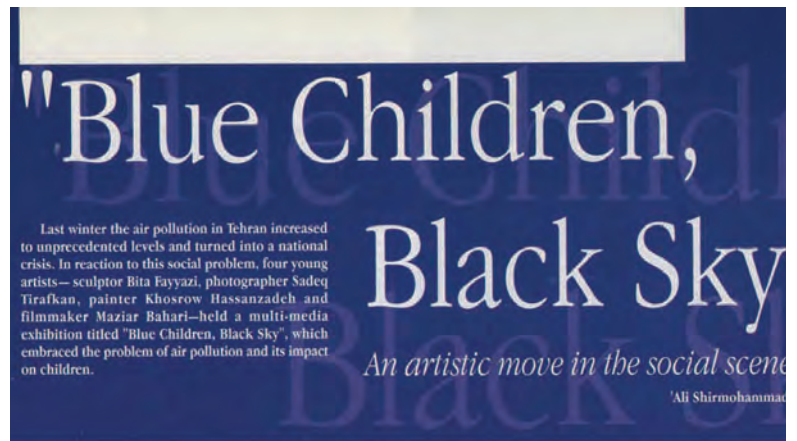 "Blue Children,
Black Sky
Last winter the air pollution in Tehran increased
to unprecedented levels and turned into a national
crisis. In reaction to this social problem, four young
artists— sculptor Bita Fayyazi, photographer Sadeq
Tirafkan, painter Khosrow Hassanzadeh and
filmmaker Maziar Bahari—held a multi-media
exhibition titled "Blue Children, Black Sky", which
embraced the problem of air pollution and its impact
on children.
An artistic move in the social scene
'Ali Shirmohammad